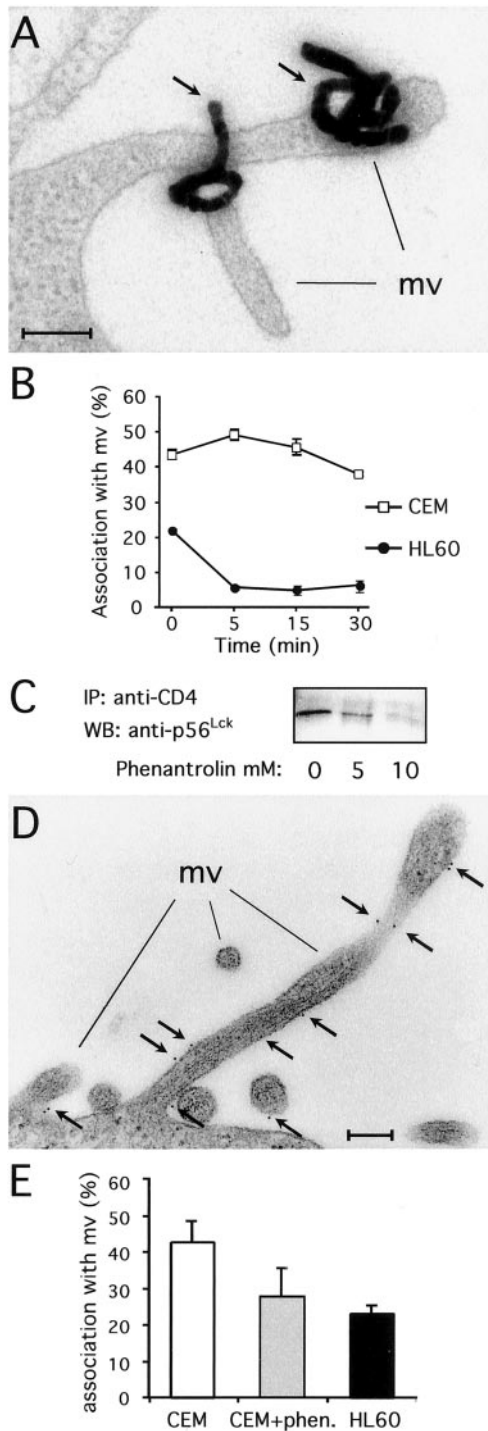 A
mv
B
Association with mv (%)
60
50
40
30
20
10
0
0 5 15 30
Time (min)
CEM
HL60
C
IP: anti-CD4
WB: anti-p56Lck
Phenantrolin mM: 0 5 10
D
mv
E
association with mv (%)
60
50
40
30
20
10
0
CEM CEM+phen. HL60